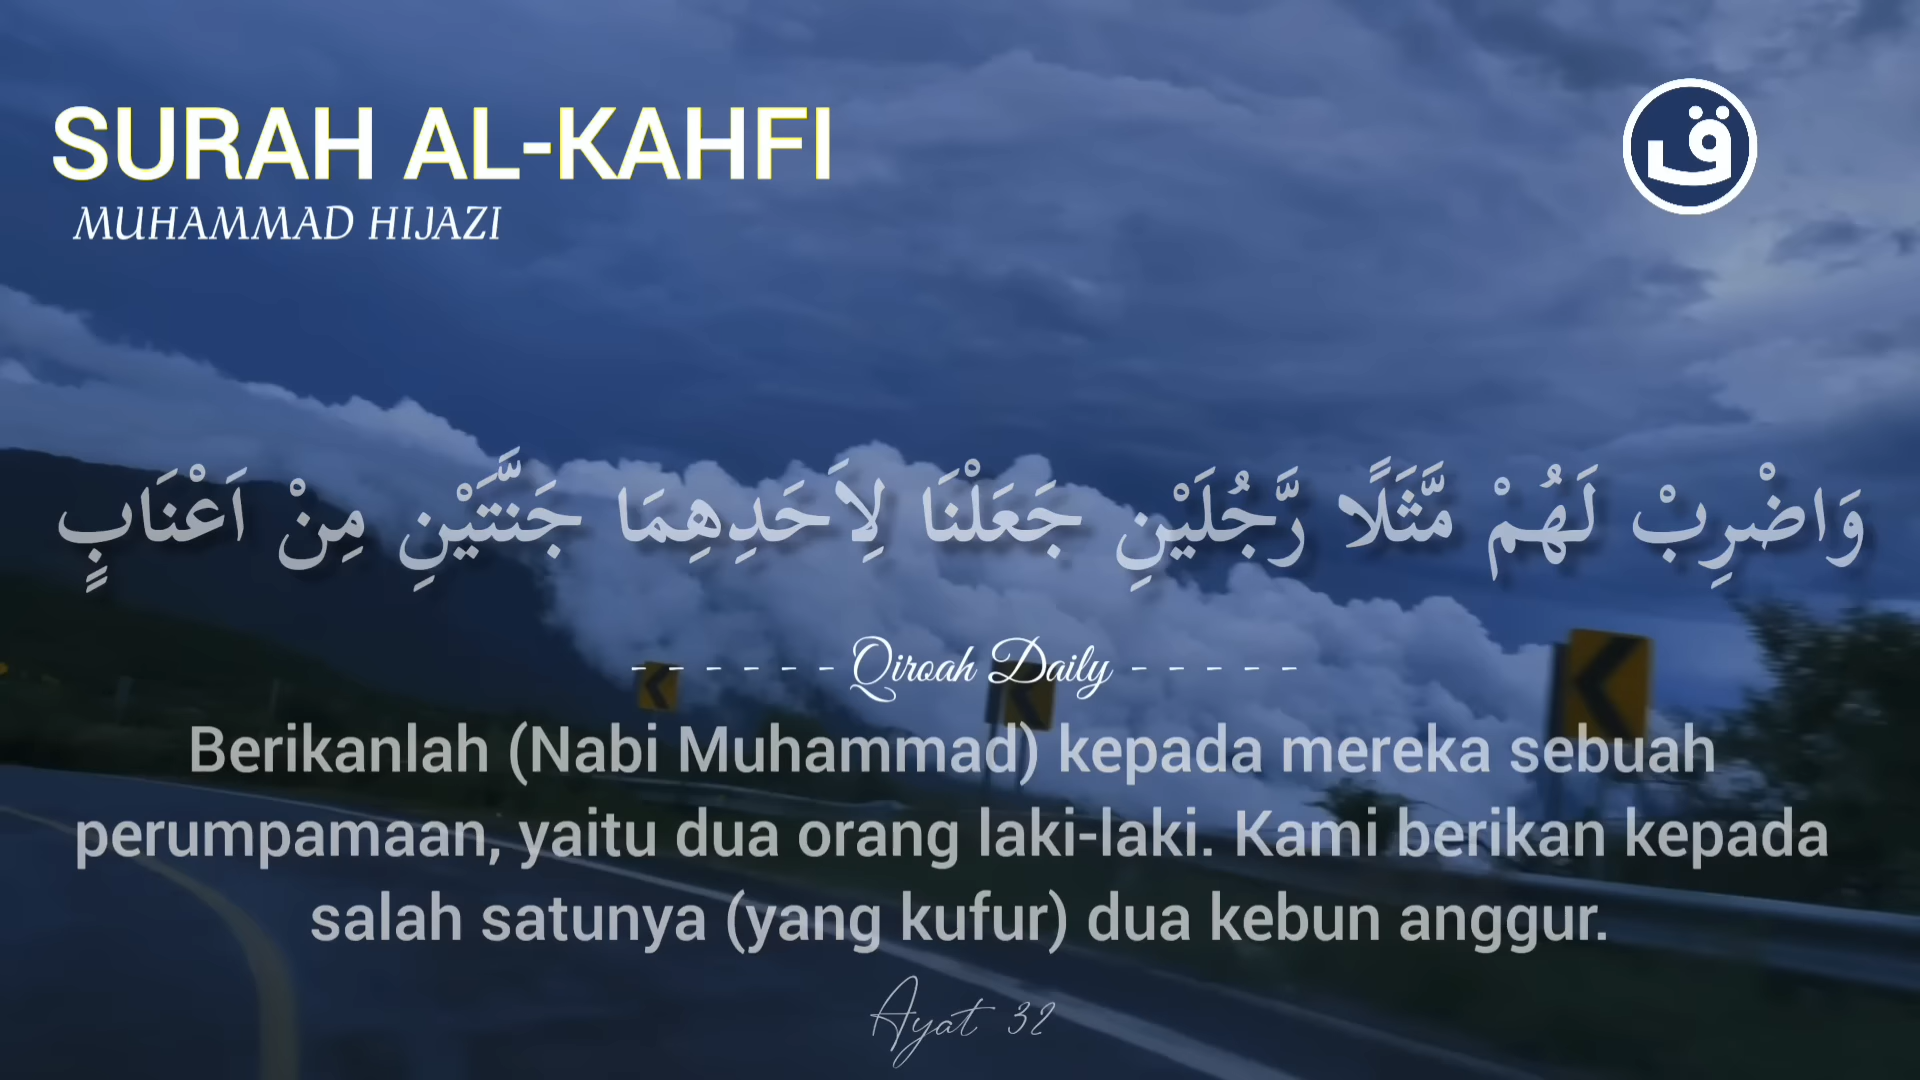 SURAH AL-KAHFI
MUHAMMAD HIJAZI
ق
وَاضْرِبْ لَهُمْ مَّثَلًا رَّجُلَيْنِ جَعَلْنَا لِاَحَدِهِمَا جَنَّتَيْنِ مِنْ اَعْنَابٍ
- - - - - - Qiroah Daily - - - - -
Berikanlah (Nabi Muhammad) kepada mereka sebuah
perumpamaan, yaitu dua orang laki-laki. Kami berikan kepada
salah satunya (yang kufur) dua kebun anggur.
Ayat 32